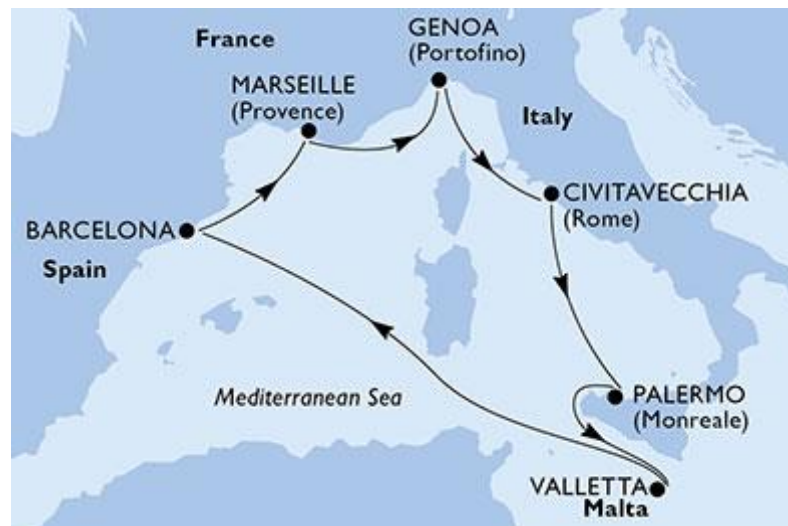 France
GENOA
(Portofino)
MARSEILLE
(Provence)
Italy
CIVITAVECCHIA
(Rome)
BARCELONA
Spain
Mediterranean Sea
PALERMO
(Monreale)
VALLETTA
Malta